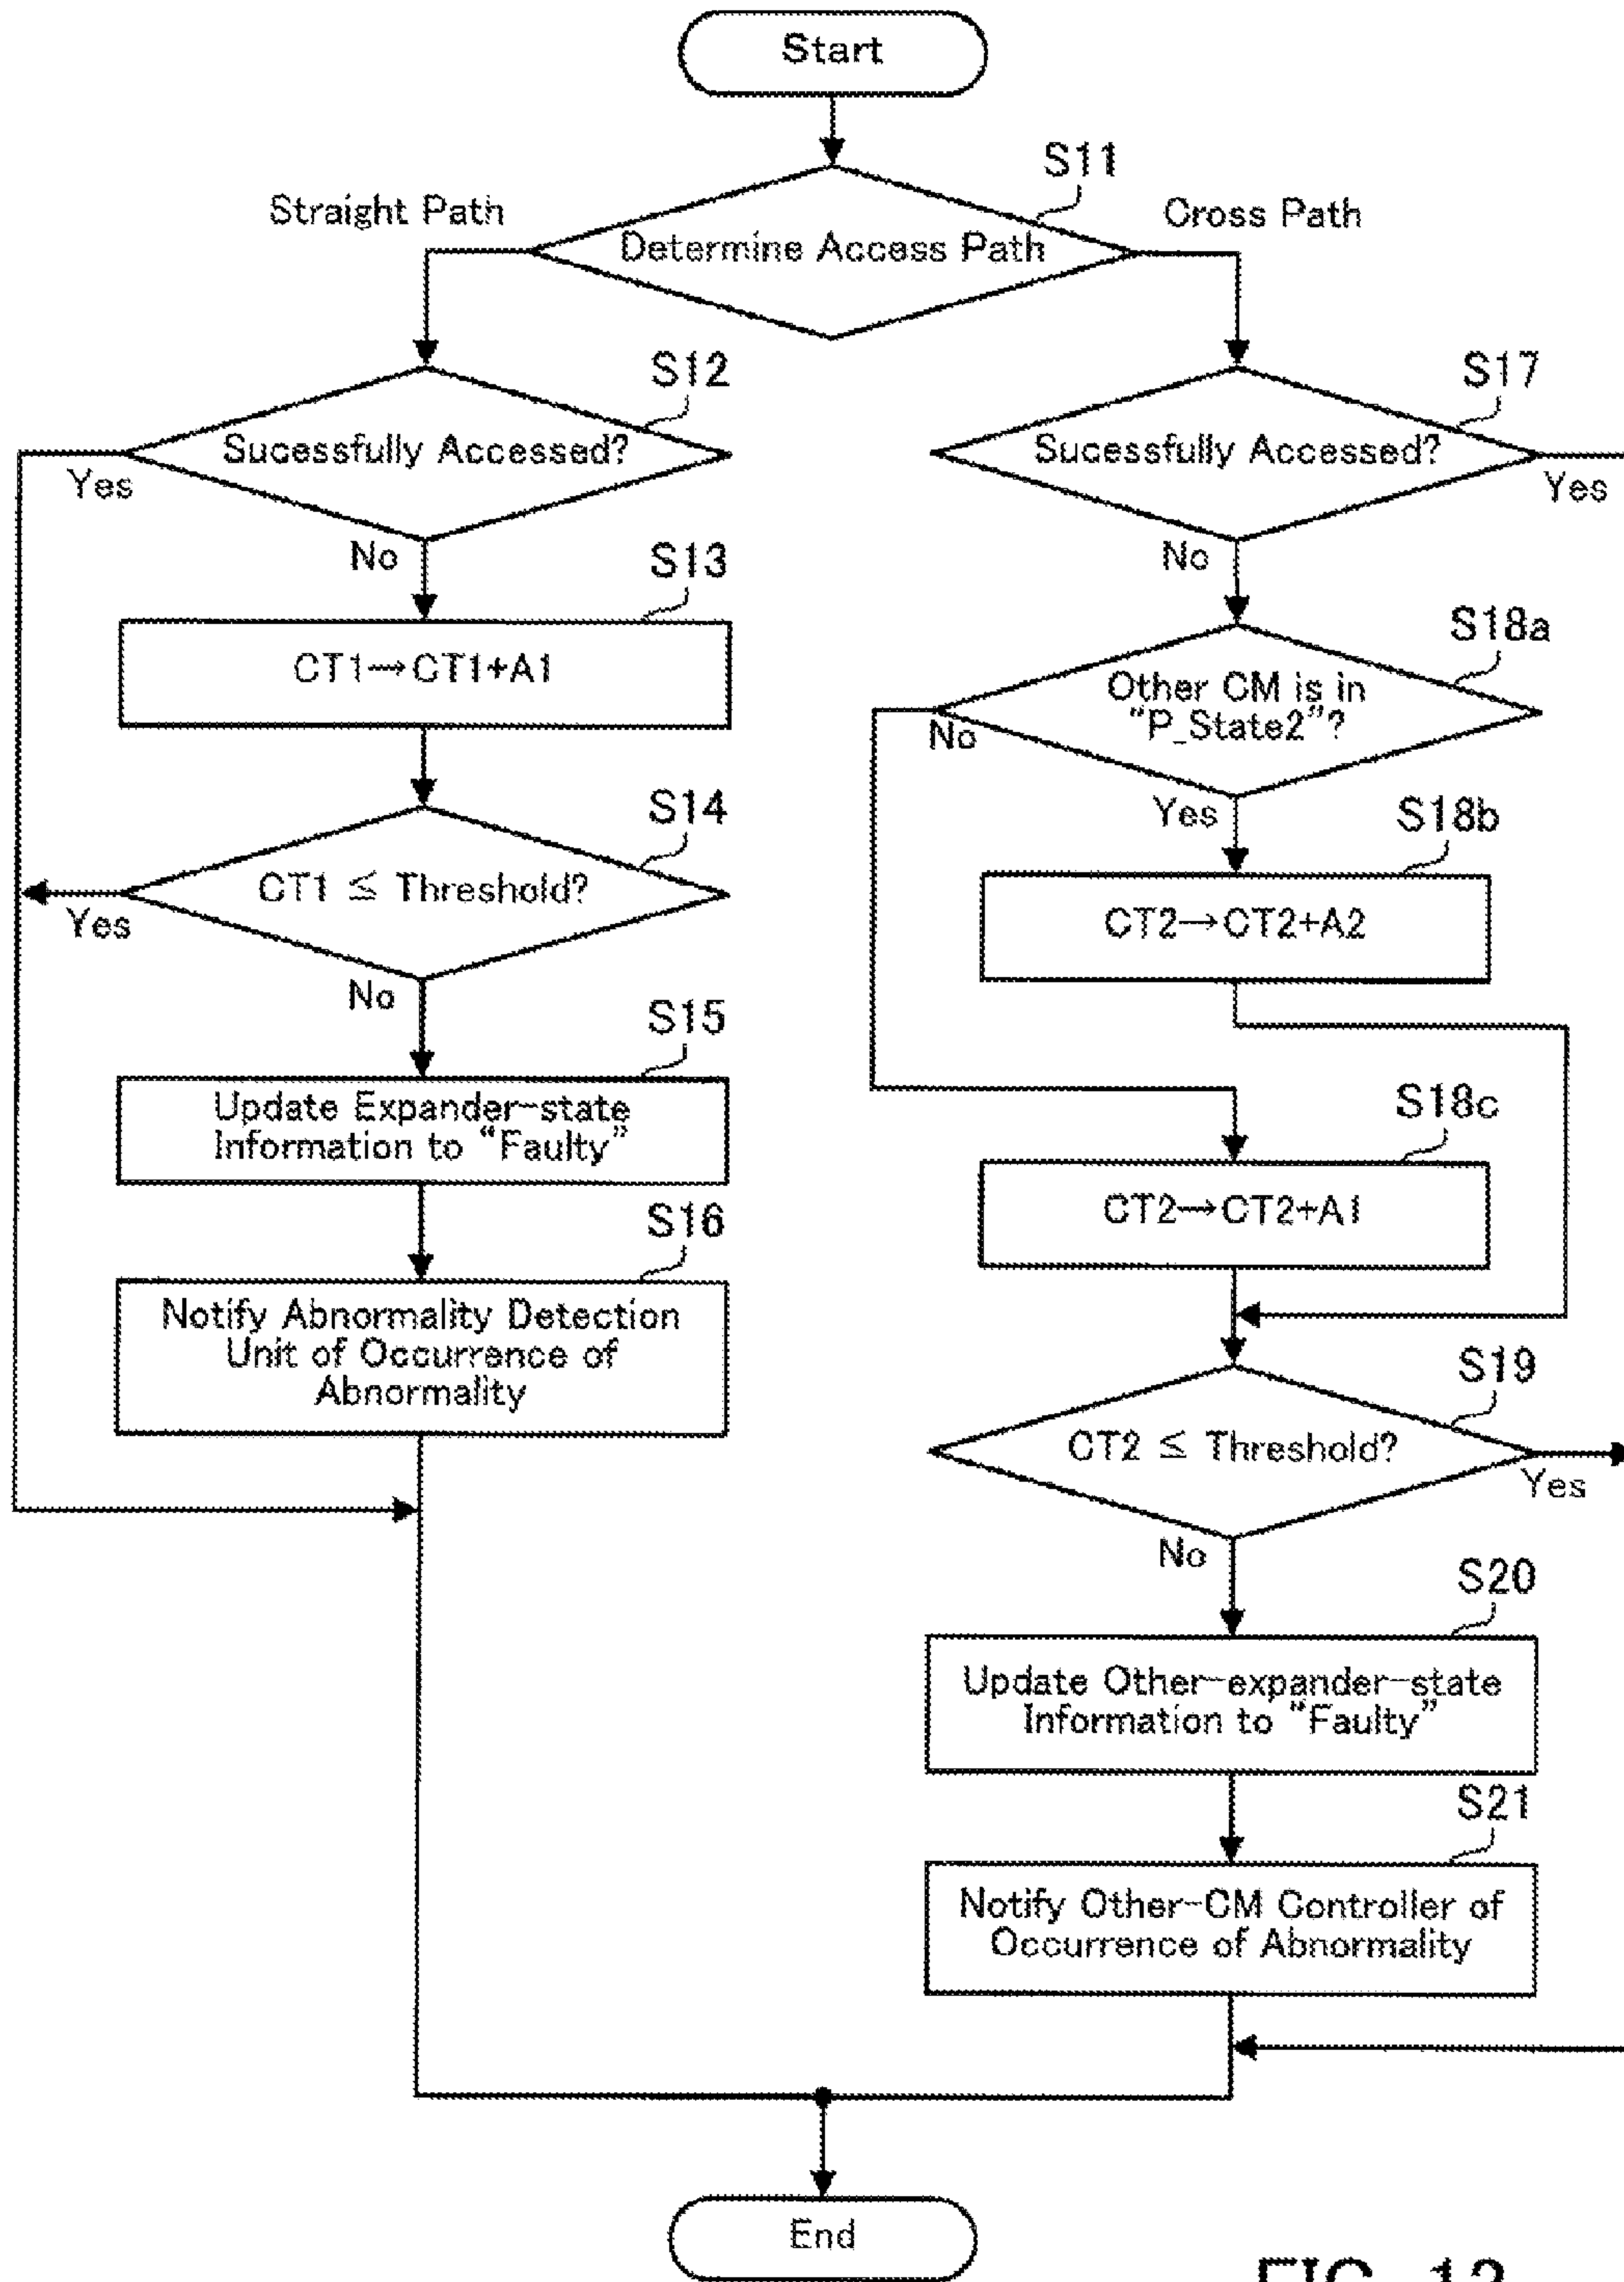 Start
S11
Straight Path
Cross Path
Determine Access Path
S12
Sucessfully Accessed?
Yes
No
S13
CT1→CT1+A1
S14
CT1 ≦ Threshold?
Yes
No
S15
Update Expander-state
Information to “Faulty”
S16
Notify Abnormality Detection
Unit of Occurrence of
Abnormality
S17
Sucessfully Accessed?
Yes
No
S18a
Other CM is in
“P_State2”?
No
Yes
S18b
CT2→CT2+A2
S18c
CT2→CT2+A1
S19
CT2 ≦ Threshold?
Yes
No
S20
Update Other-expander-state
Information to “Faulty”
S21
Notify Other-CM Controller of
Occurrence of Abnormality
End